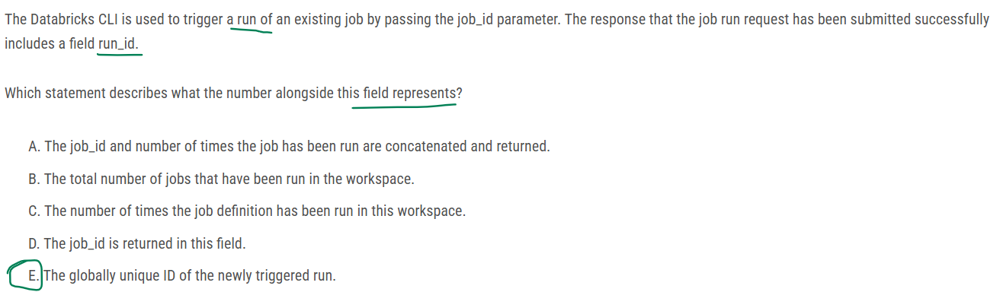 The Databricks CLI is used to trigger a run of an existing job by passing the job_id parameter. The response that the job run request has been submitted successfully
includes a field run_id.
Which statement describes what the number alongside this field represents?
A. The job_id and number of times the job has been run are concatenated and returned.
B. The total number of jobs that have been run in the workspace.
C. The number of times the job definition has been run in this workspace.
D. The job_id is returned in this field.
E. The globally unique ID of the newly triggered run.